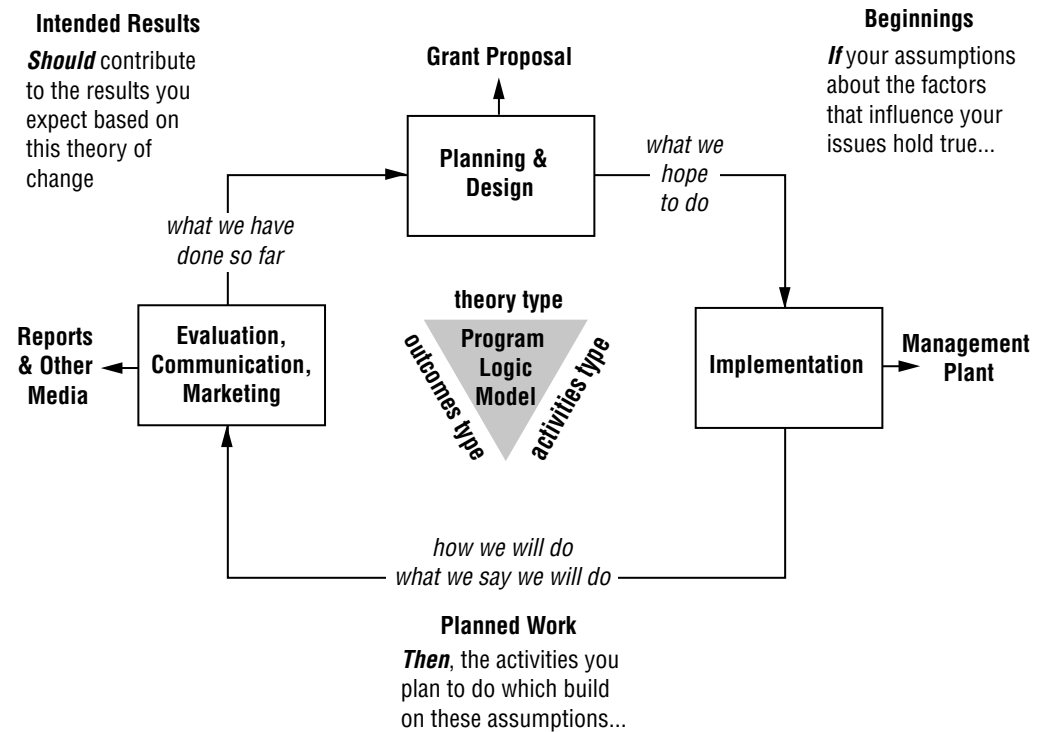 Intended Results
Should contribute
to the results you
expect based on
this theory of
change
Grant Proposal
Beginnings
If your assumptions
about the factors
that influence your
issues hold true...
Planning &
Design
what we
hope
to do
what we have
done so far
Reports
& Other
Media
Evaluation,
Communication,
Marketing
theory type
outcomes type
Program
Logic
Model
activities type
Implementation
Management
Plant
how we will do
what we say we will do
Planned Work
Then, the activities you
plan to do which build
on these assumptions...